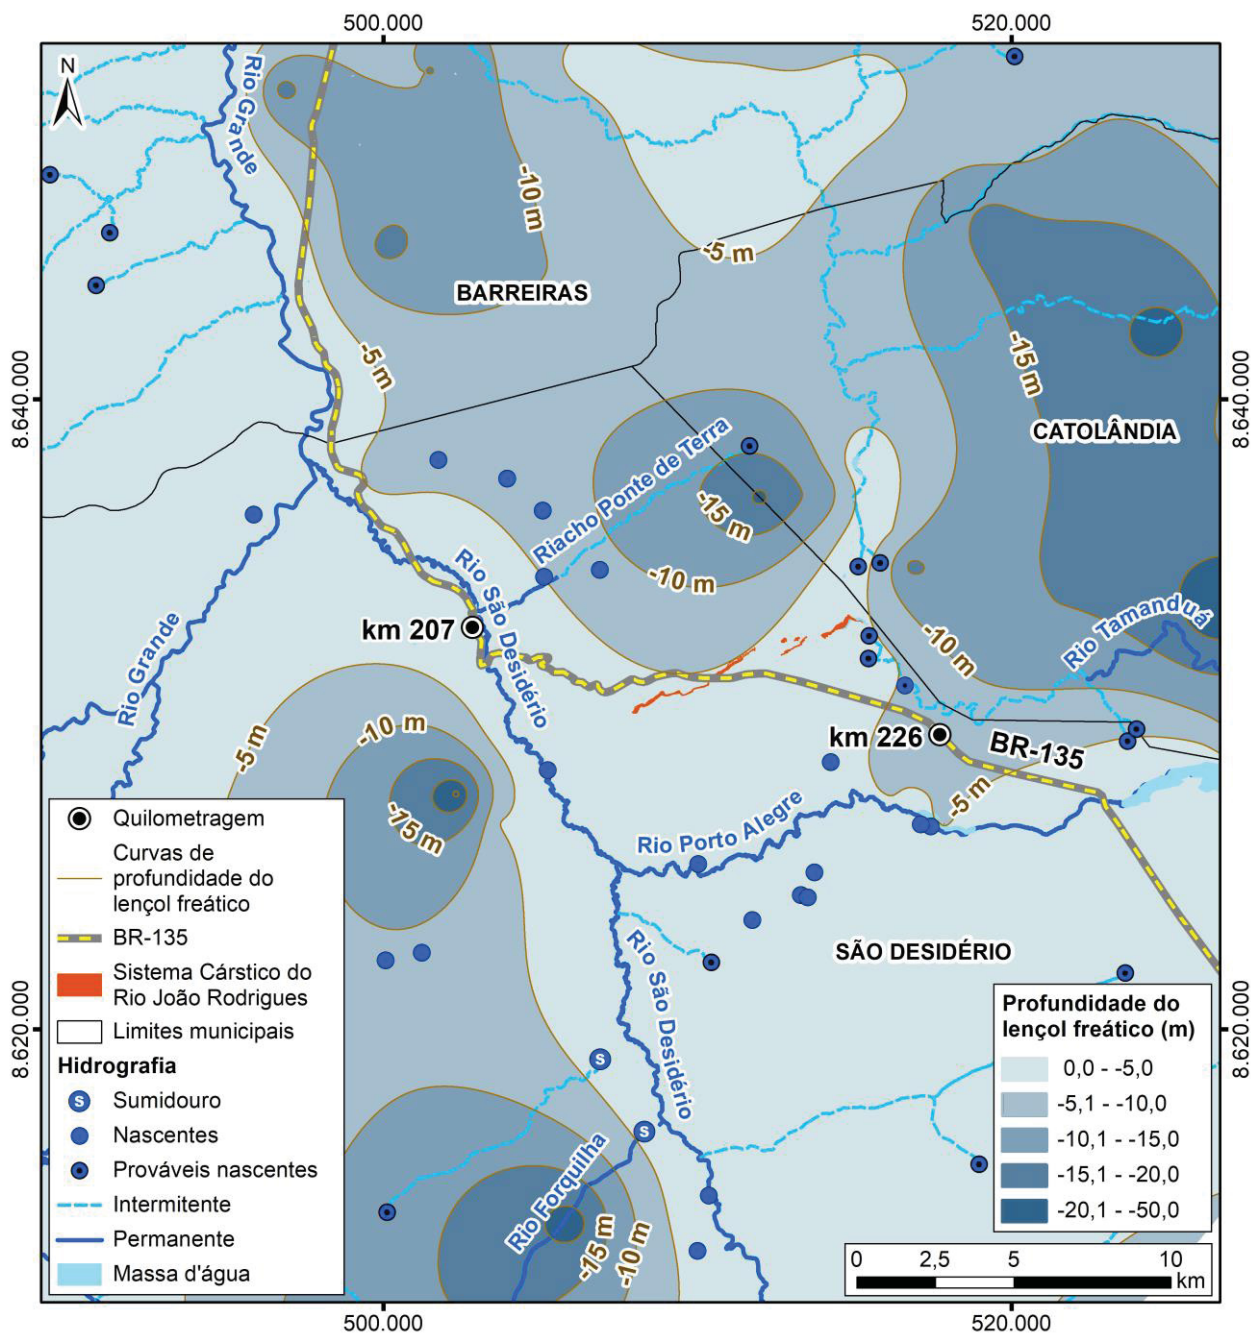 500.000
520.000
N
Rio Grande
-10 m
-5 m
BARREIRAS
-5 m
-15 m
8.640.000
8.640.000
CATOLÂNDIA
Riacho Ponte de Terra
-15 m
-10 m
Rio São Desidério
km 207
Rio Grande
-10 m
Rio Tamanduá
-10 m
-5 m
km 226
BR-135
-15 m
-5 m
Rio Porto Alegre
SÃO DESIDÉRIO
Rio São Desidério
S
S
Rio Forquilha
-15 m
-10 m
8.620.000
8.620.000
Quilometragem
Curvas de
profundidade do
lençol freático
BR-135
Sistema Cárstico do
Rio João Rodrigues
Limites municipais
Hidrografia
S Sumidouro
Nascentes
Prováveis nascentes
Intermitente
Permanente
Massa d'água
Profundidade do
lençol freático (m)
0,0 - -5,0
-5,1 - -10,0
-10,1 - -15,0
-15,1 - -20,0
-20,1 - -50,0
0 2,5 5 10
km
500.000
520.000